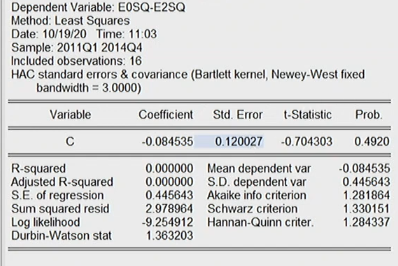 Dependent Variable: E0SQ-E2SQ
Method: Least Squares
Date: 10/19/20 Time: 11:03
Sample: 2011Q1 2014Q4
Included observations: 16
HAC standard errors & covariance (Bartlett kernel, Newey-West fixed
bandwidth = 3.0000)
Variable Coefficient Std. Error t-Statistic Prob.
C -0.084535 0.120027 -0.704303 0.4920
R-squared 0.000000 Mean dependent var -0.084535
Adjusted R-squared 0.000000 S.D. dependent var 0.445643
S.E. of regression 0.445643 Akaike info criterion 1.281864
Sum squared resid 2.978964 Schwarz criterion 1.330151
Log likelihood -9.254912 Hannan-Quinn criter. 1.284337
Durbin-Watson stat 1.363203